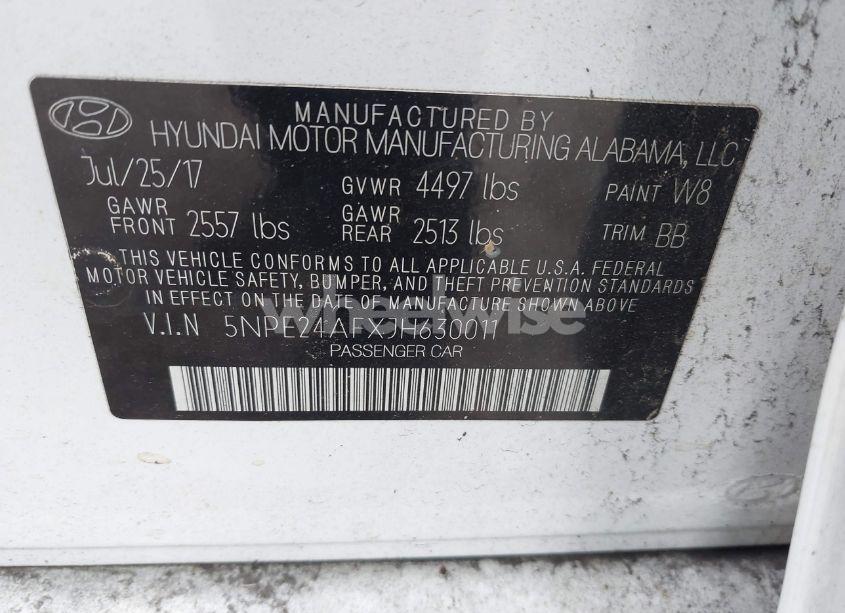 MANUFACTURED BY
HYUNDAI MOTOR MANUFACTURING ALABAMA, LLC
Jul/25/17 GVWR 4497 lbs PAINT W8
GAWR FRONT 2557 lbs GAWR REAR 2513 lbs TRIM BB
THIS VEHICLE CONFORMS TO ALL APPLICABLE U.S.A. FEDERAL
MOTOR VEHICLE SAFETY, BUMPER, AND THEFT PREVENTION STANDARDS
IN EFFECT ON THE DATE OF MANUFACTURE SHOWN ABOVE.
wheelwise
V.I.N 5NPE24AFXJH630011
PASSENGER CAR